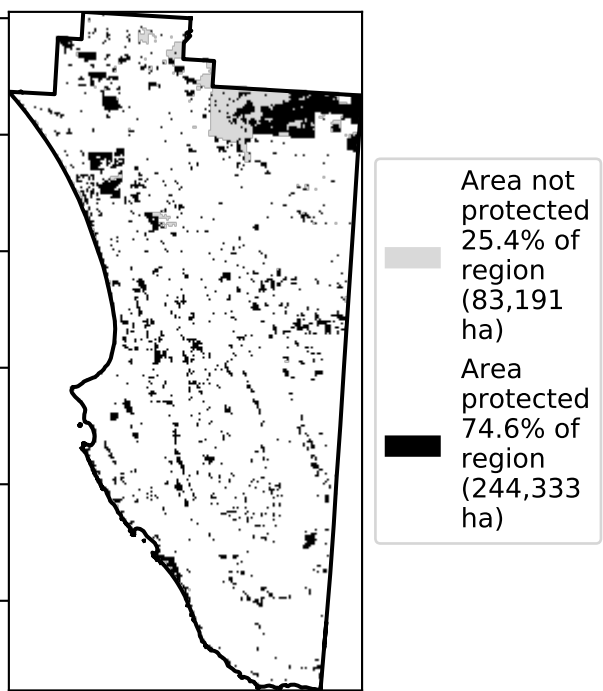 Area not
protected
25.4% of
region
(83,191
ha)
Area
protected
74.6% of
region
(244,333
ha)